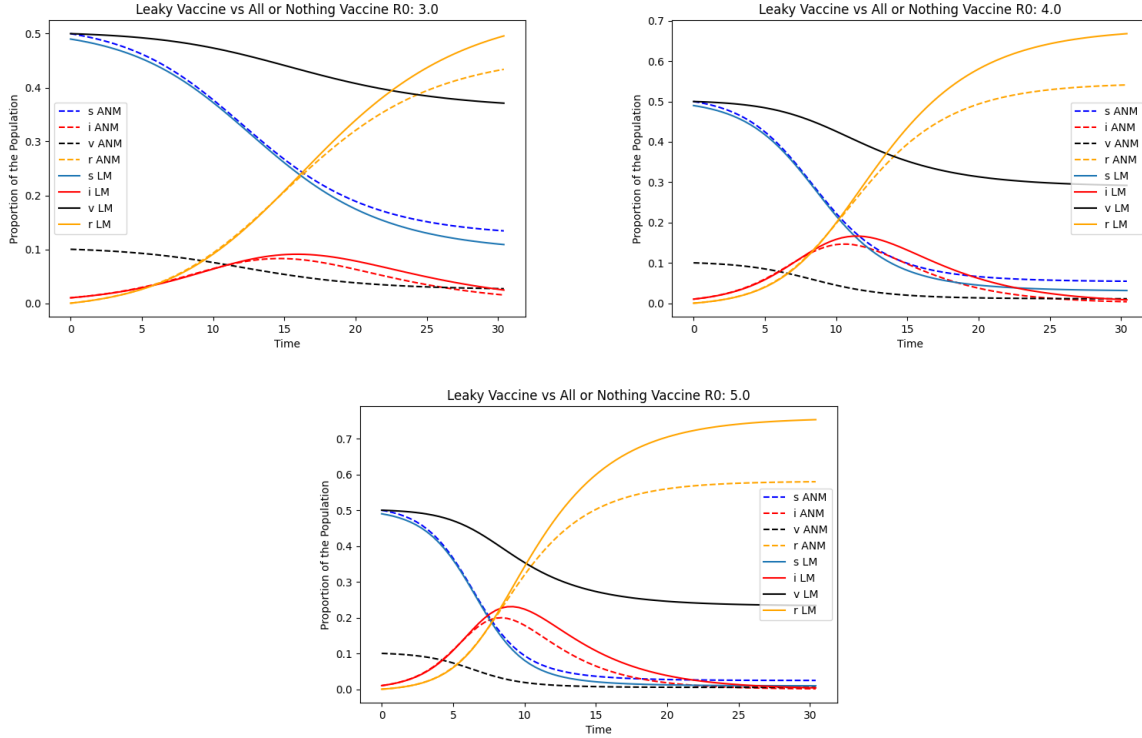 Leaky Vaccine vs All or Nothing Vaccine R0: 3.0
Proportion of the Population
0.5
0.4
0.3
0.2
0.1
0.0
s ANM
i ANM
v ANM
r ANM
s LM
i LM
v LM
r LM
0 5 10 15 20 25 30
Time
Leaky Vaccine vs All or Nothing Vaccine R0: 4.0
Proportion of the Population
0.7
0.6
0.5
0.4
0.3
0.2
0.1
0.0
s ANM
i ANM
v ANM
r ANM
s LM
i LM
v LM
r LM
0 5 10 15 20 25 30
Time
Leaky Vaccine vs All or Nothing Vaccine R0: 5.0
Proportion of the Population
0.7
0.6
0.5
0.4
0.3
0.2
0.1
0.0
s ANM
i ANM
v ANM
r ANM
s LM
i LM
v LM
r LM
0 5 10 15 20 25 30
Time